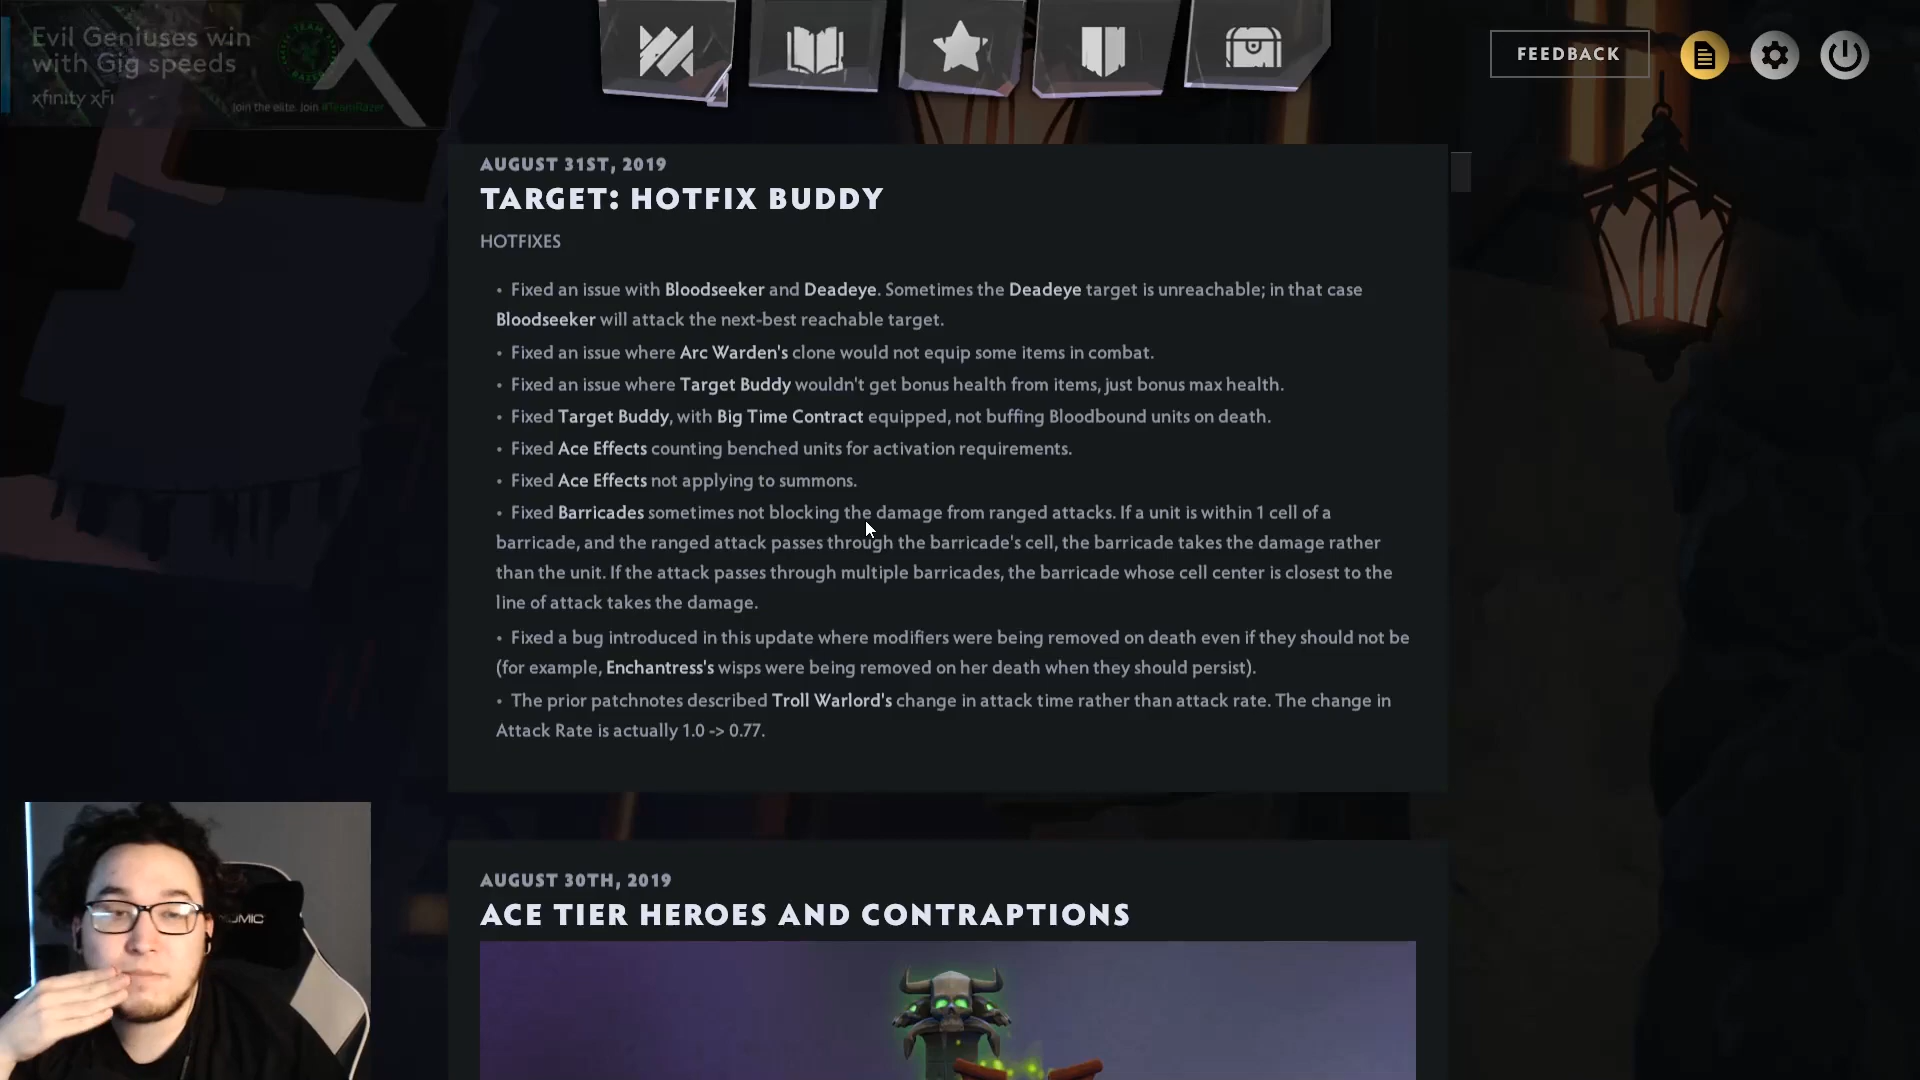 Evil Geniuses win
with Gig speeds
xfinity xFi
Join the elite. Join #TeamRazer
FEEDBACK
AUGUST 31ST, 2019
TARGET: HOTFIX BUDDY
HOTFIXES
• Fixed an issue with Bloodseeker and Deadeye. Sometimes the Deadeye target is unreachable; in that case
Bloodseeker will attack the next-best reachable target.
• Fixed an issue where Arc Warden's clone would not equip some items in combat.
• Fixed an issue where Target Buddy wouldn't get bonus health from items, just bonus max health.
• Fixed Target Buddy, with Big Time Contract equipped, not buffing Bloodbound units on death.
• Fixed Ace Effects counting benched units for activation requirements.
• Fixed Ace Effects not applying to summons.
• Fixed Barricades sometimes not blocking the damage from ranged attacks. If a unit is within 1 cell of a
barricade, and the ranged attack passes through the barricade's cell, the barricade takes the damage rather
than the unit. If the attack passes through multiple barricades, the barricade whose cell center is closest to the
line of attack takes the damage.
• Fixed a bug introduced in this update where modifiers were being removed on death even if they should not be
(for example, Enchantress's wisps were being removed on her death when they should persist).
• The prior patchnotes described Troll Warlord's change in attack time rather than attack rate. The change in
Attack Rate is actually 1.0 -> 0.77.
AUGUST 30TH, 2019
ACE TIER HEROES AND CONTRAPTIONS